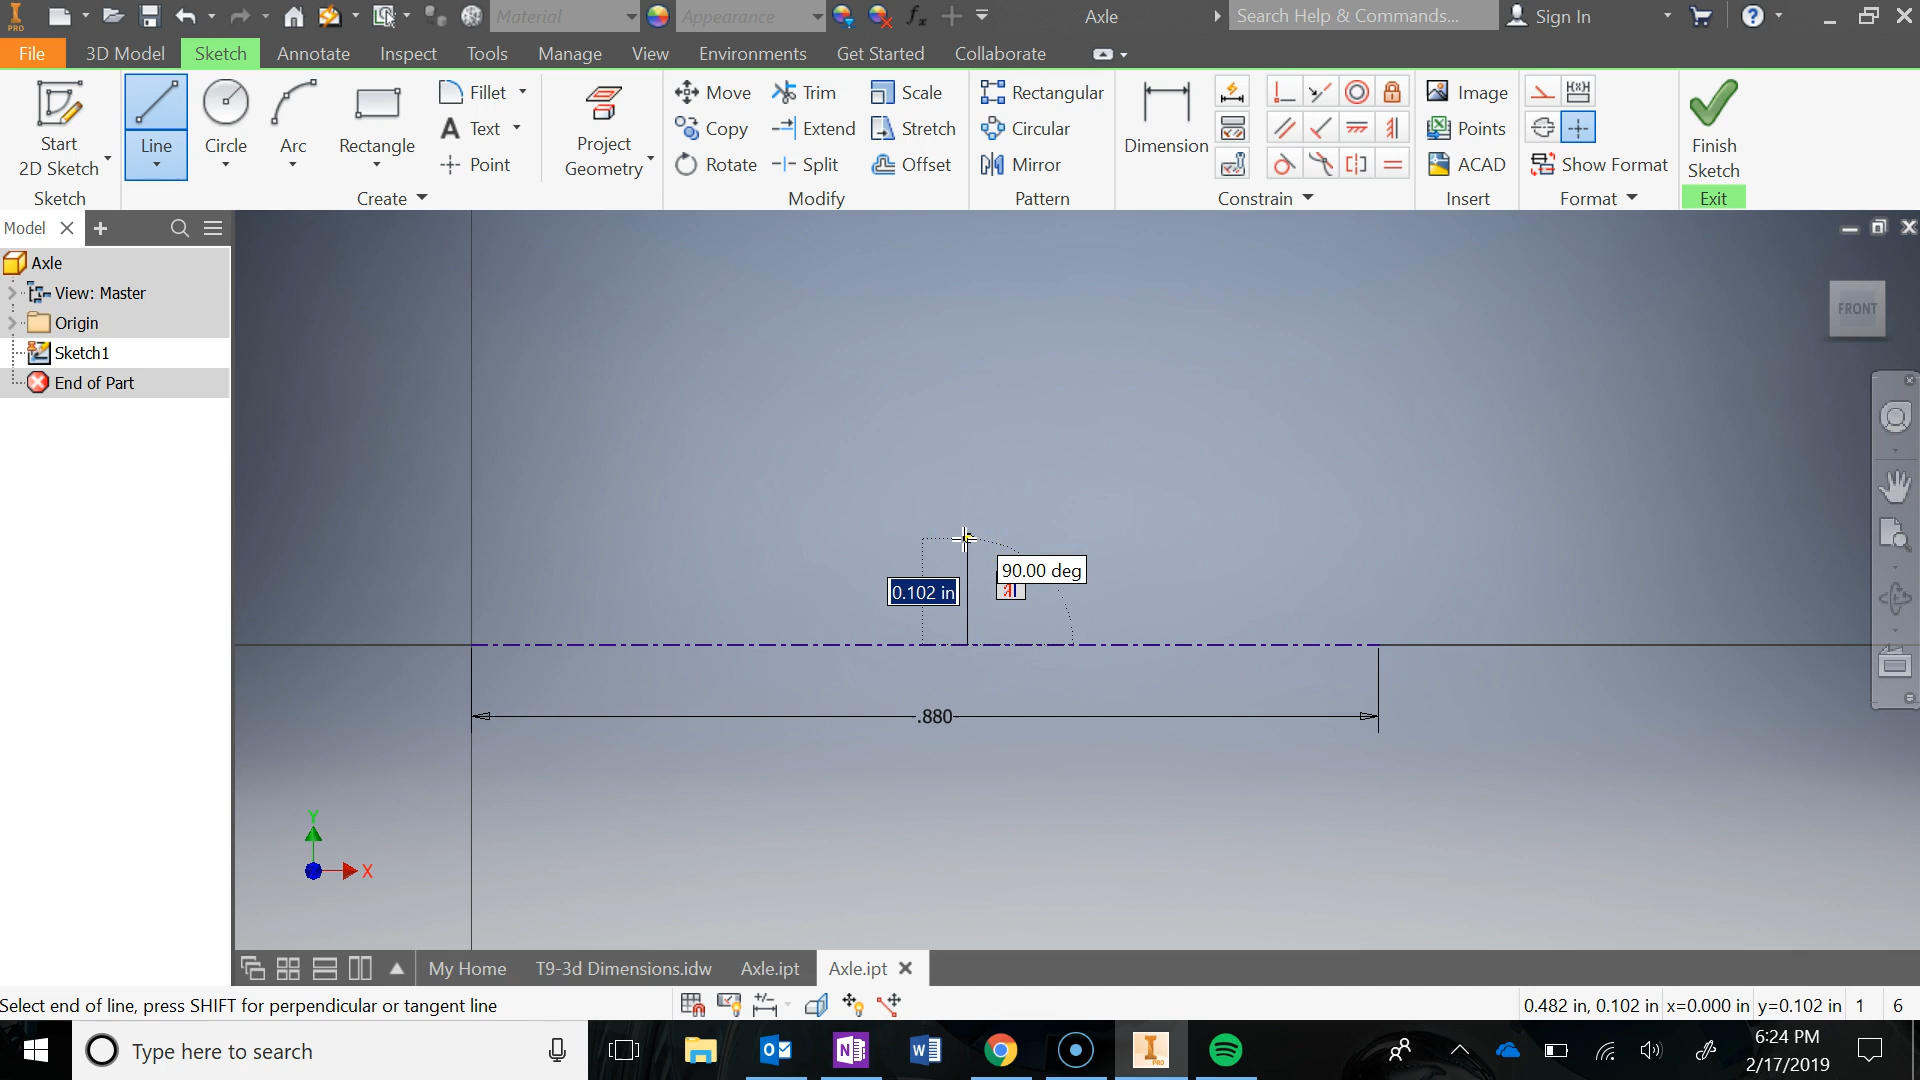 PRO
Material
Appearance
Axle
Search Help & Commands...
Sign In
File
3D Model
Sketch
Annotate
Inspect
Tools
Manage
View
Environments
Get Started
Collaborate
Start
2D Sketch
Line
Circle
Arc
Rectangle
Fillet
Text
Point
Project
Geometry
Move
Copy
Rotate
Trim
Extend
Split
Scale
Stretch
Offset
Rectangular
Circular
Mirror
Dimension
Image
Points
ACAD
Show Format
Finish
Sketch
Sketch
Create
Modify
Pattern
Constrain
Insert
Format
Exit
Model
Axle
View: Master
Origin
Sketch1
End of Part
FRONT
90.00 deg
0.102 in
.880
Y
X
My Home
T9-3d Dimensions.idw
Axle.ipt
Axle.ipt
Select end of line, press SHIFT for perpendicular or tangent line
0.482 in, 0.102 in
x=0.000 in
y=0.102 in
1
6
Type here to search
6:24 PM
2/17/2019